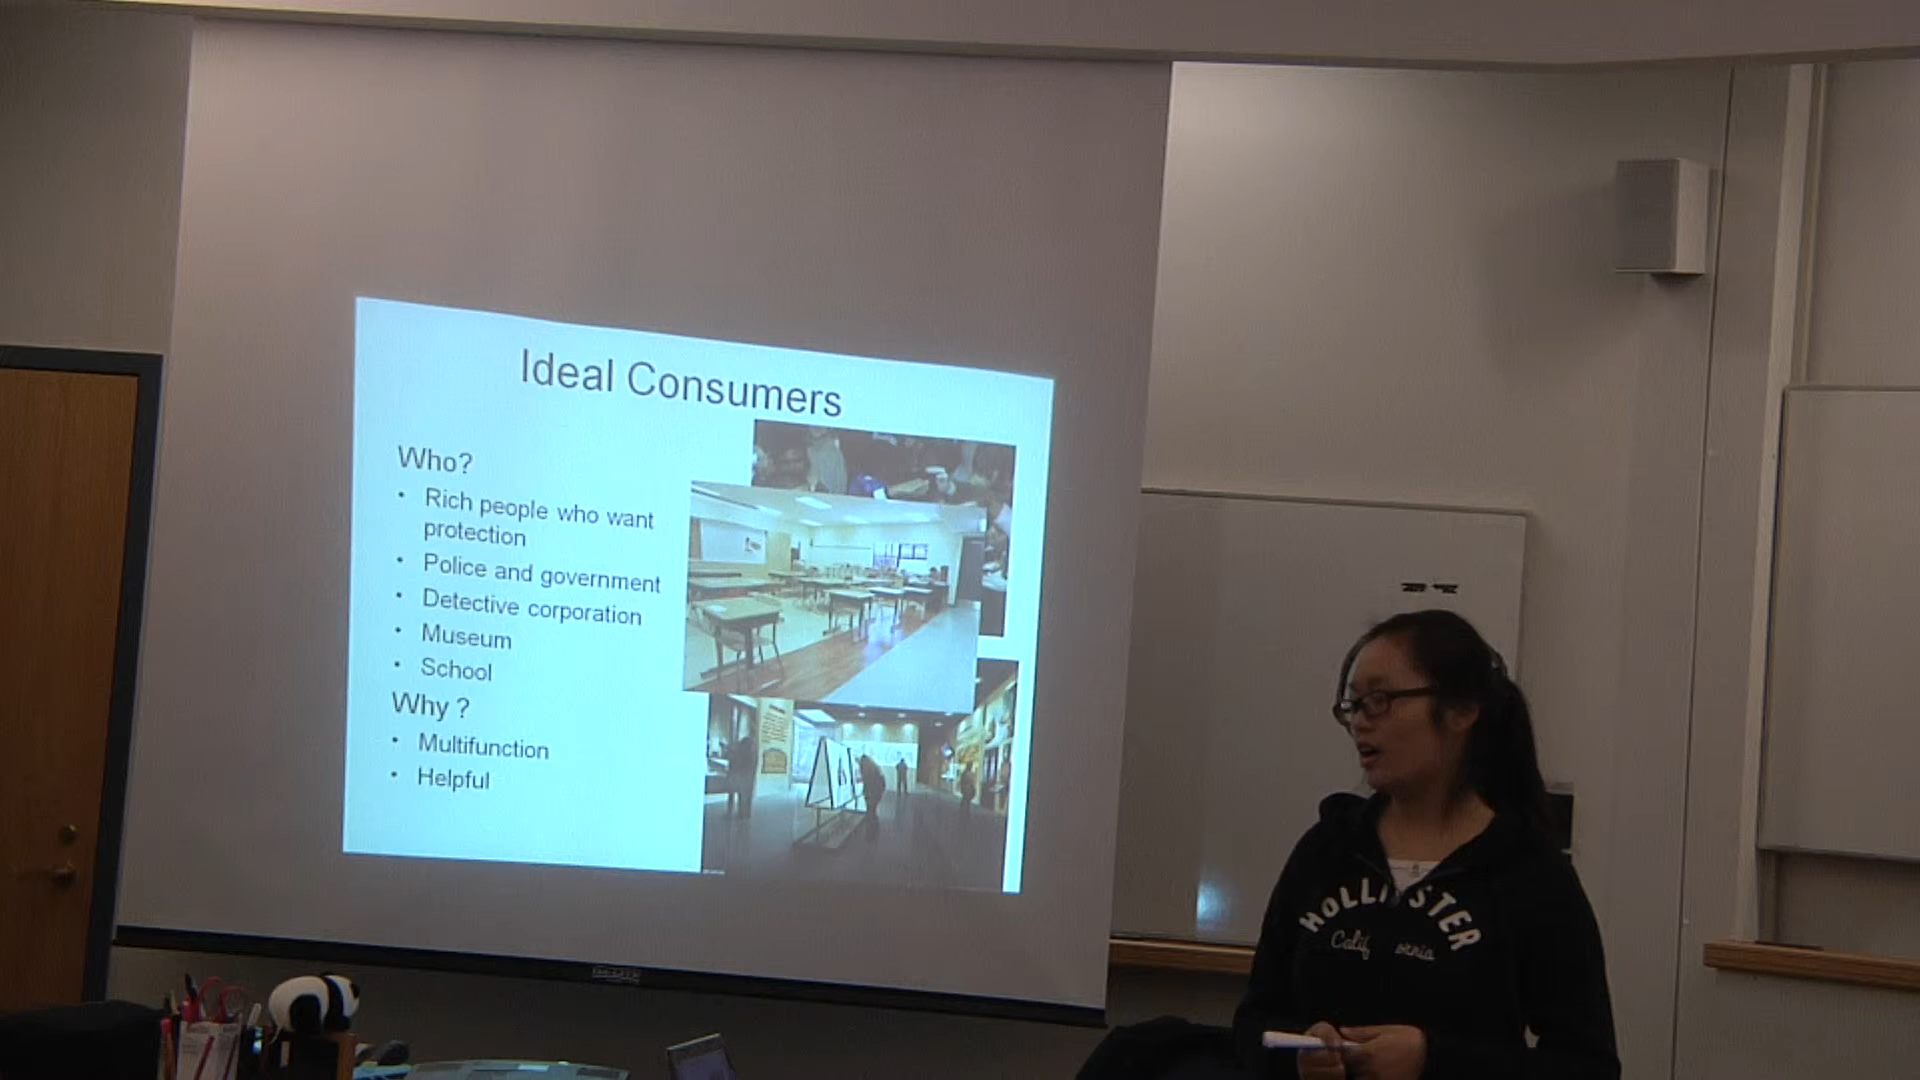 Ideal Consumers
Who?
• Rich people who want
protection
• Police and government
• Detective corporation
• Museum
• School
Why ?
• Multifunction
• Helpful
HOLLISTER
California